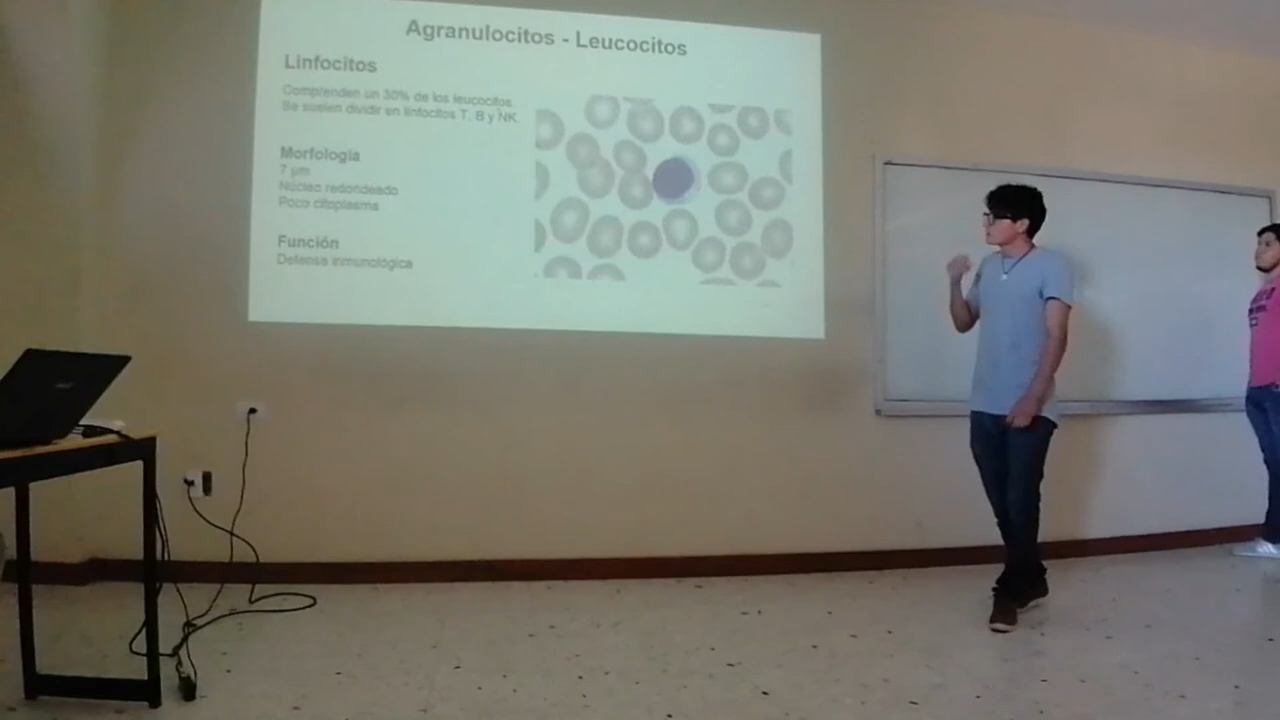 Agranulocitos - Leucocitos
Linfocitos
Comprenden un 30% de los leucocitos.
Se suelen dividir en linfocitos T, B y NK.
Morfología
7 μm
Núcleo redondeado
Poco citoplasma
Función
Defensa inmunológica